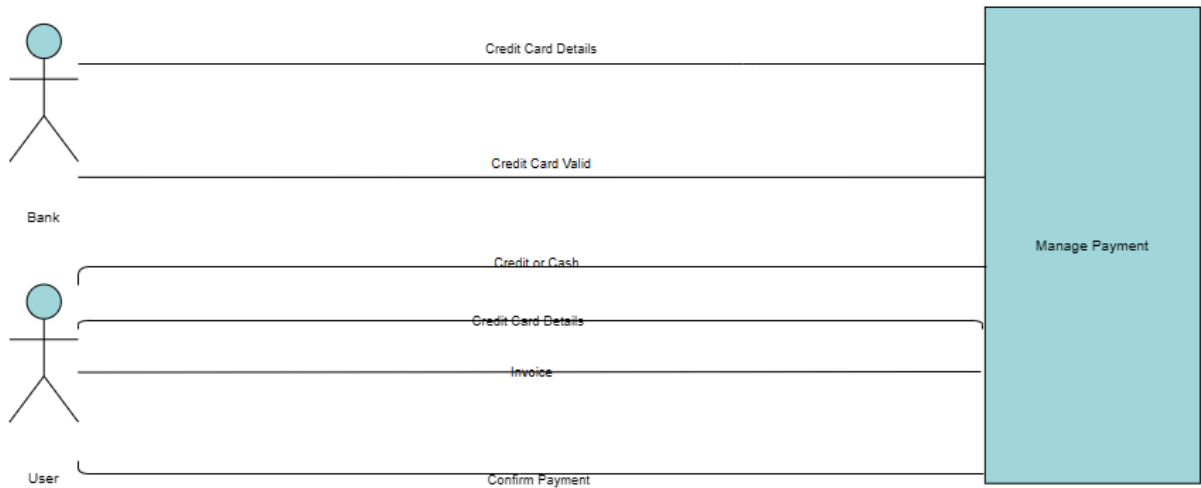 Credit Card Details
Credit Card Valid
Bank
Manage Payment
Credit or Cash
Credit Card Details
Invoice
User
Confirm Payment